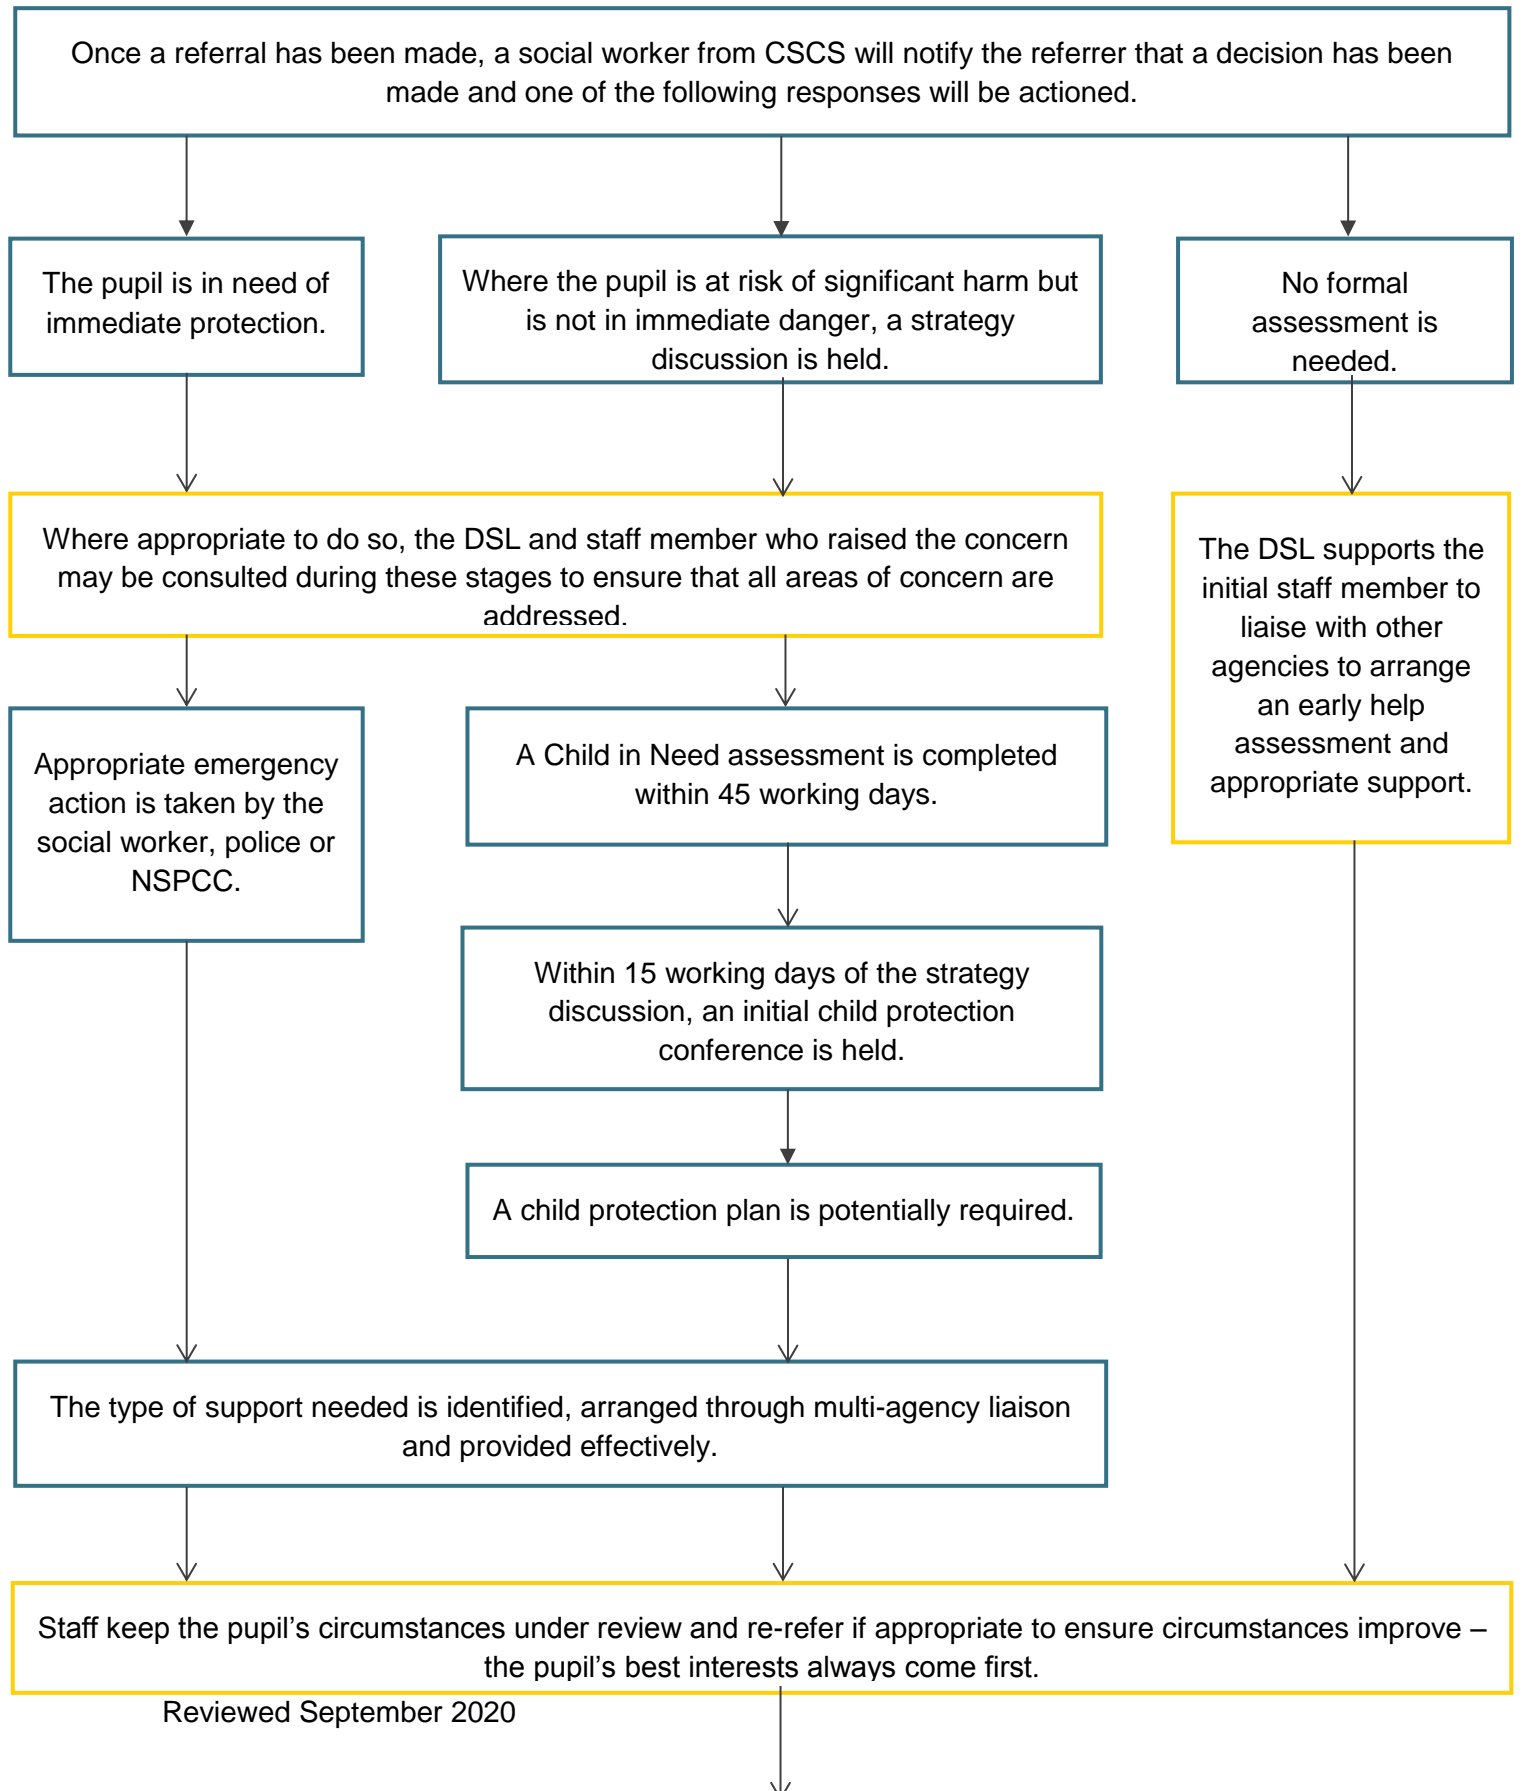 Once a referral has been made, a social worker from CSCS will notify the referrer that a decision has been
made and one of the following responses will be actioned.
The pupil is in need of
immediate protection.
Where the pupil is at risk of significant harm but
is not in immediate danger, a strategy
discussion is held.
No formal
assessment is
needed.
Where appropriate to do so, the DSL and staff member who raised the concern
may be consulted during these stages to ensure that all areas of concern are
addressed.
The DSL supports the
initial staff member to
liaise with other
agencies to arrange
an early help
assessment and
appropriate support.
Appropriate emergency
action is taken by the
social worker, police or
NSPCC.
A Child in Need assessment is completed
within 45 working days.
Within 15 working days of the strategy
discussion, an initial child protection
conference is held.
A child protection plan is potentially required.
The type of support needed is identified, arranged through multi-agency liaison
and provided effectively.
Staff keep the pupil’s circumstances under review and re-refer if appropriate to ensure circumstances improve –
the pupil’s best interests always come first.
Reviewed September 2020